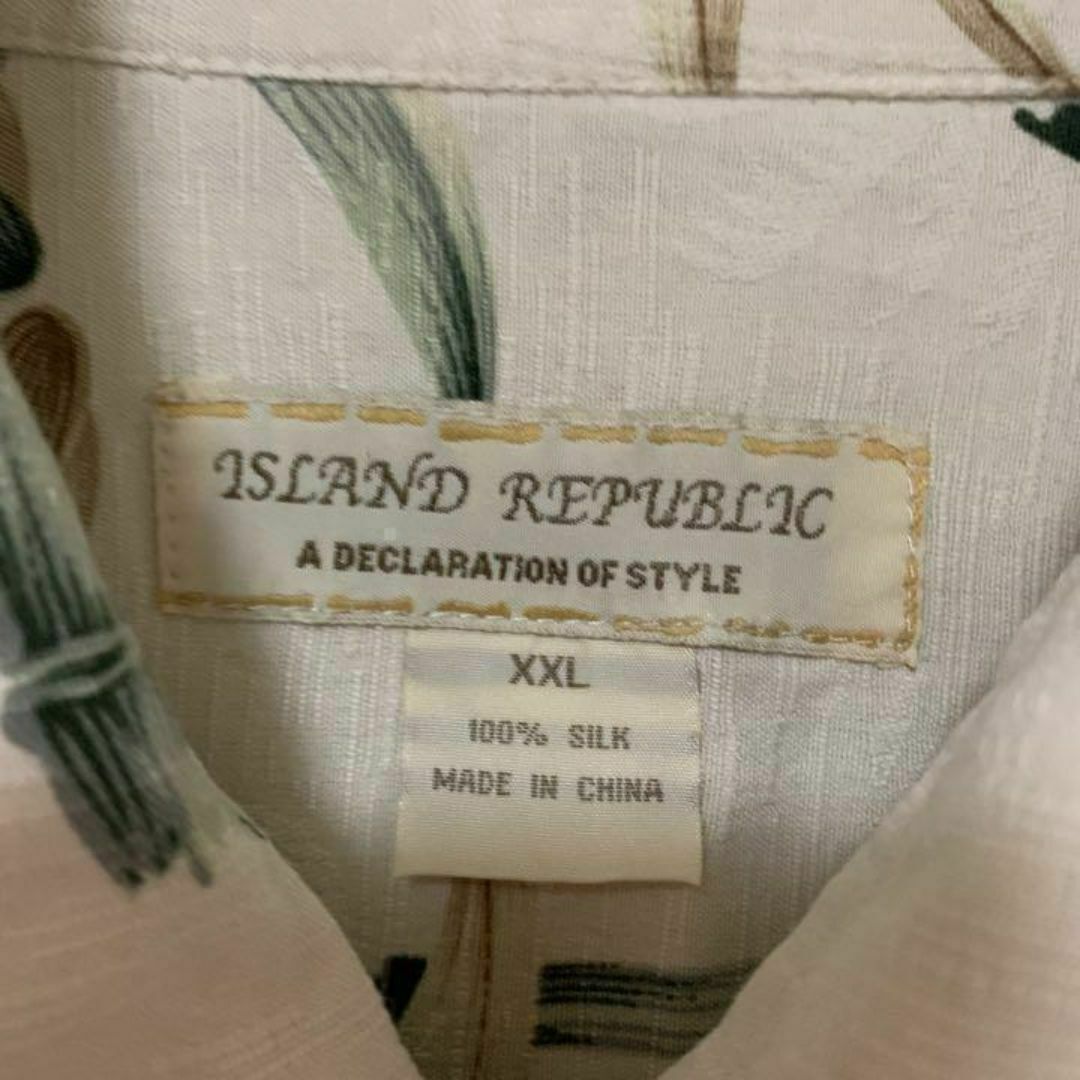 ISLAND REPUBLIC
A DECLARATION OF STYLE
XXL
100% SILK
MADE IN CHINA